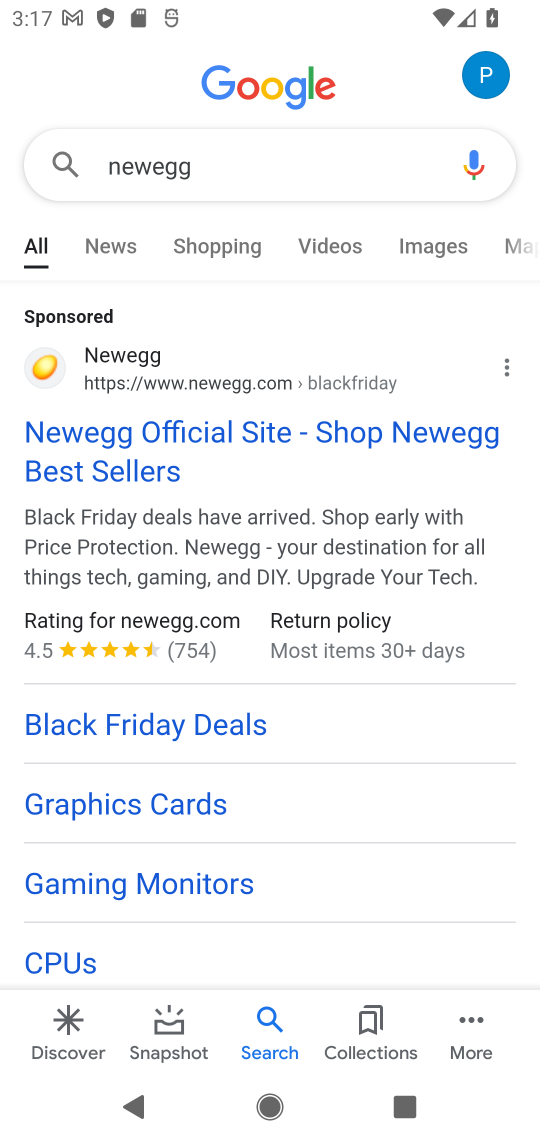 3:17
Google
P
newegg
All News Shopping Videos Images Ma
Sponsored
Newegg
https://www.newegg.com › blackfriday
Newegg Official Site - Shop Newegg
Best Sellers
Black Friday deals have arrived. Shop early with
Price Protection. Newegg - your destination for all
things tech, gaming, and DIY. Upgrade Your Tech.
Rating for newegg.com Return policy
4.5 (754) Most items 30+ days
Black Friday Deals
Graphics Cards
Gaming Monitors
CPUs
Discover Snapshot Search Collections More